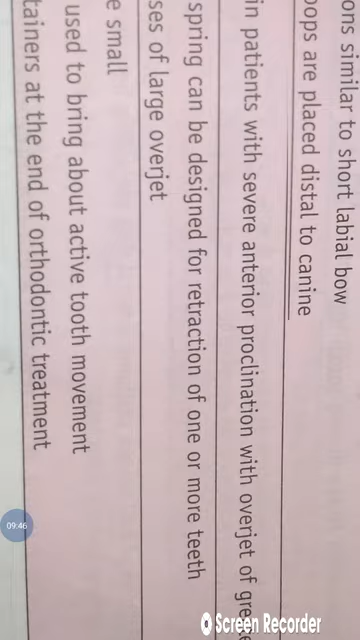 ons similar to short labial bow
oops are placed distal to canine
in patients with severe anterior proclination with overjet of
spring can be designed for retraction of one or more teeth
ses of large overjet
e small
used to bring about active tooth movement
tainers at the end of orthodontic treatment
09:46
Screen Recorder